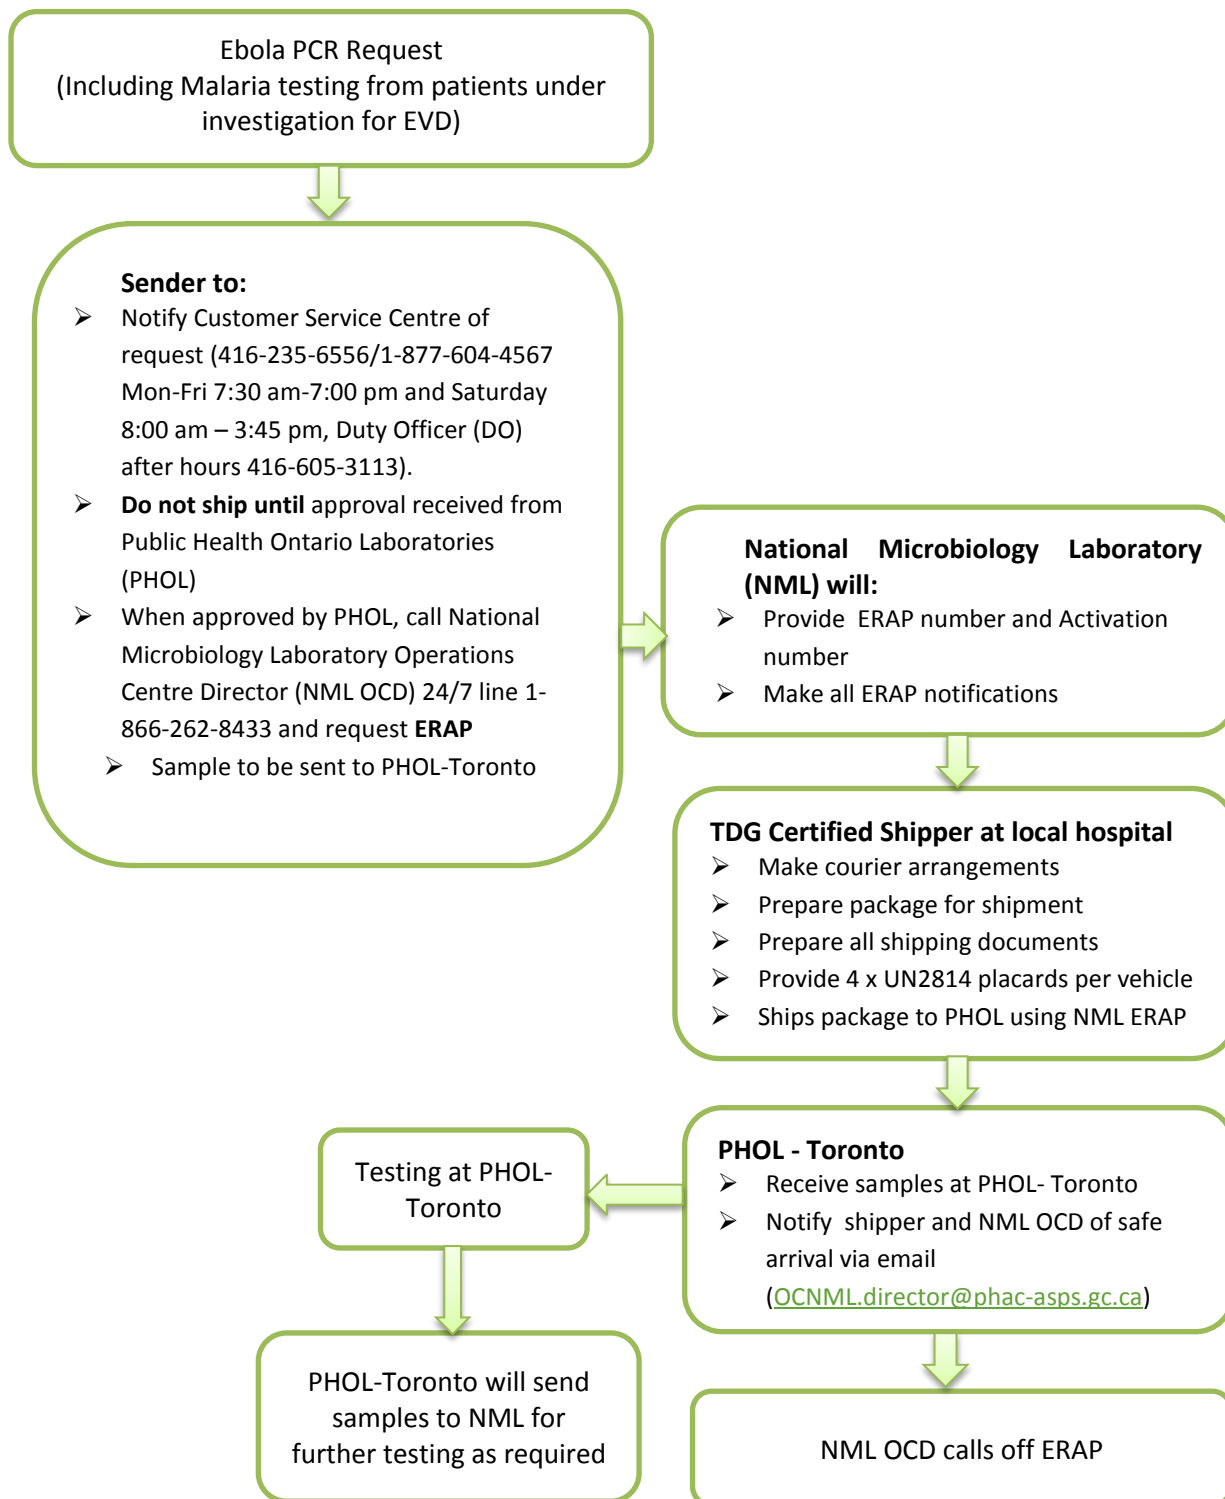 Ebola PCR Request
(Including Malaria testing from patients under
investigation for EVD)
Sender to:
➢ Notify Customer Service Centre of
request (416-235-6556/1-877-604-4567
Mon-Fri 7:30 am-7:00 pm and Saturday
8:00 am – 3:45 pm, Duty Officer (DO)
after hours 416-605-3113).
➢ Do not ship until approval received from
Public Health Ontario Laboratories
(PHOL)
➢ When approved by PHOL, call National
Microbiology Laboratory Operations
Centre Director (NML OCD) 24/7 line 1-
866-262-8433 and request ERAP
➢ Sample to be sent to PHOL-Toronto
National Microbiology Laboratory
(NML) will:
➢ Provide ERAP number and Activation
number
➢ Make all ERAP notifications
TDG Certified Shipper at local hospital
➢ Make courier arrangements
➢ Prepare package for shipment
➢ Prepare all shipping documents
➢ Provide 4 x UN2814 placards per vehicle
➢ Ships package to PHOL using NML ERAP
PHOL - Toronto
➢ Receive samples at PHOL- Toronto
➢ Notify shipper and NML OCD of safe
arrival via email
(OCNML.director@phac-asps.gc.ca)
Testing at PHOL-
Toronto
PHOL-Toronto will send
samples to NML for
further testing as required
NML OCD calls off ERAP